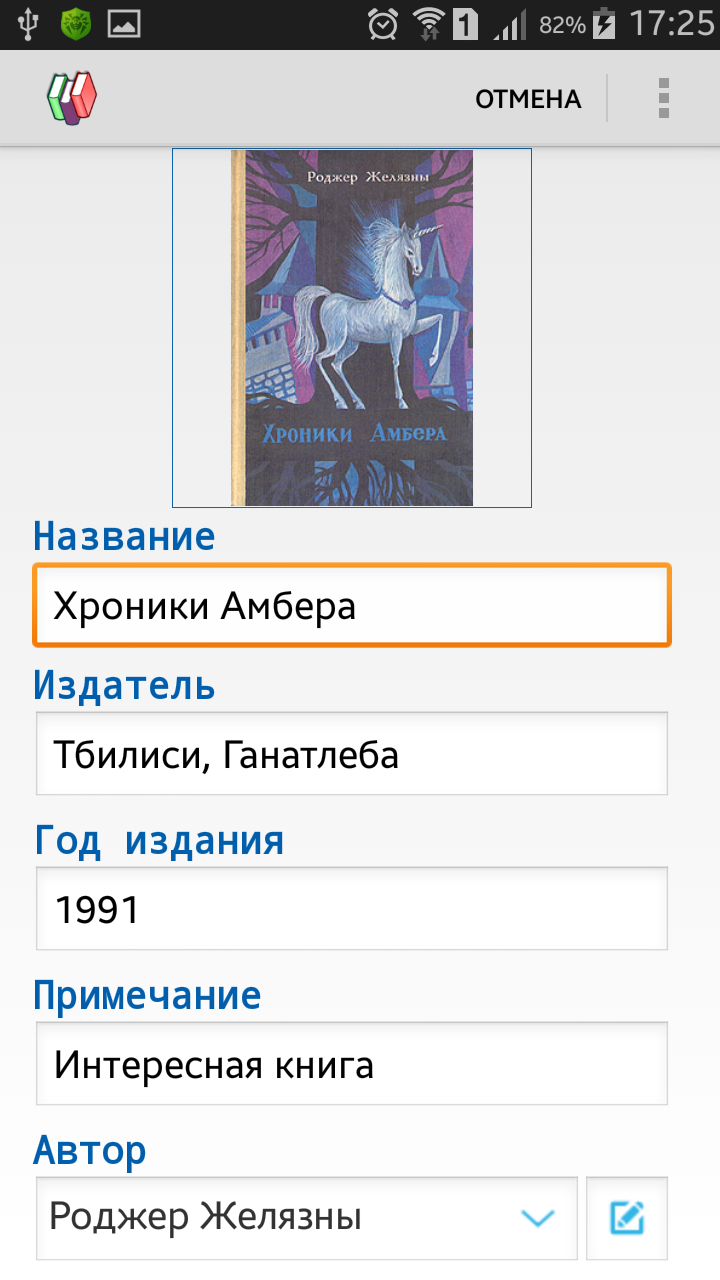 1 82% 17:25
ОТМЕНА
Роджер Желязны
Хроники Амбера
Название
Хроники Амбера
Издатель
Тбилиси, Ганатлеба
Год издания
1991
Примечание
Интересная книга
Автор
Роджер Желязны